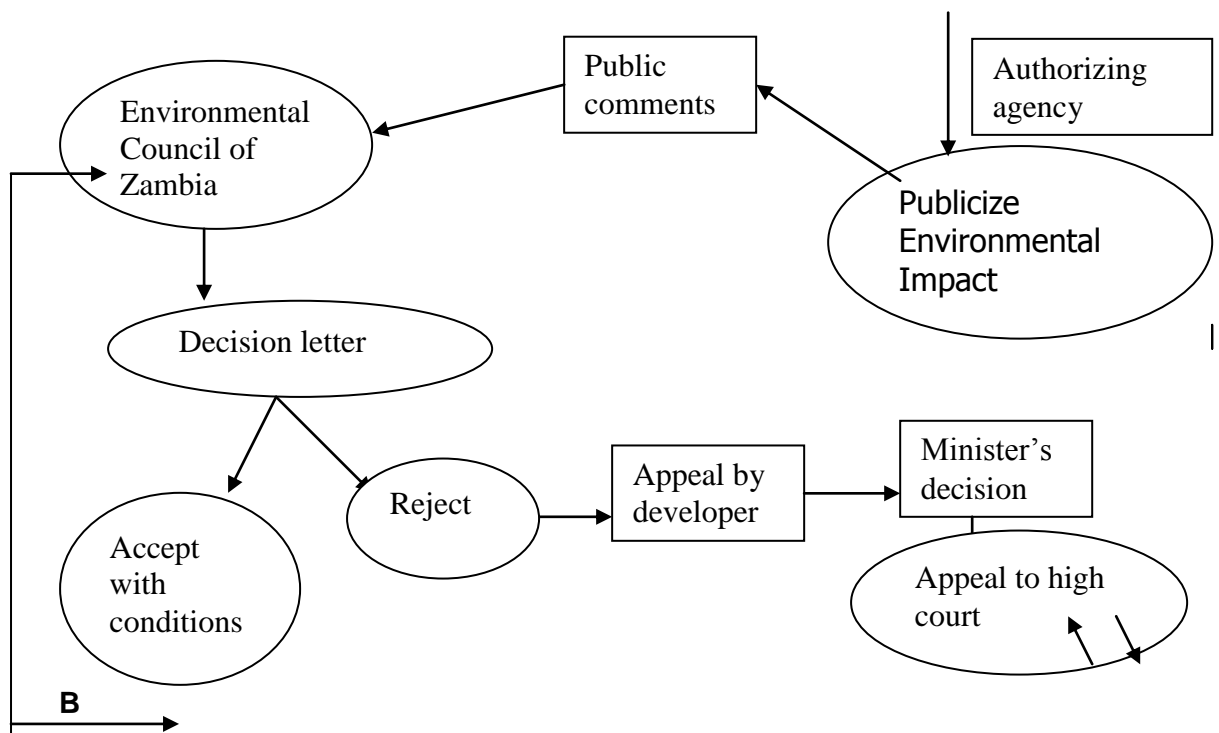 Public
comments
Authorizing
agency
Environmental
Council of
Zambia
Publicize
Environmental
Impact
Decision letter
Reject
Appeal by
developer
Minister’s
decision
Accept
with
conditions
Appeal to high
court
B